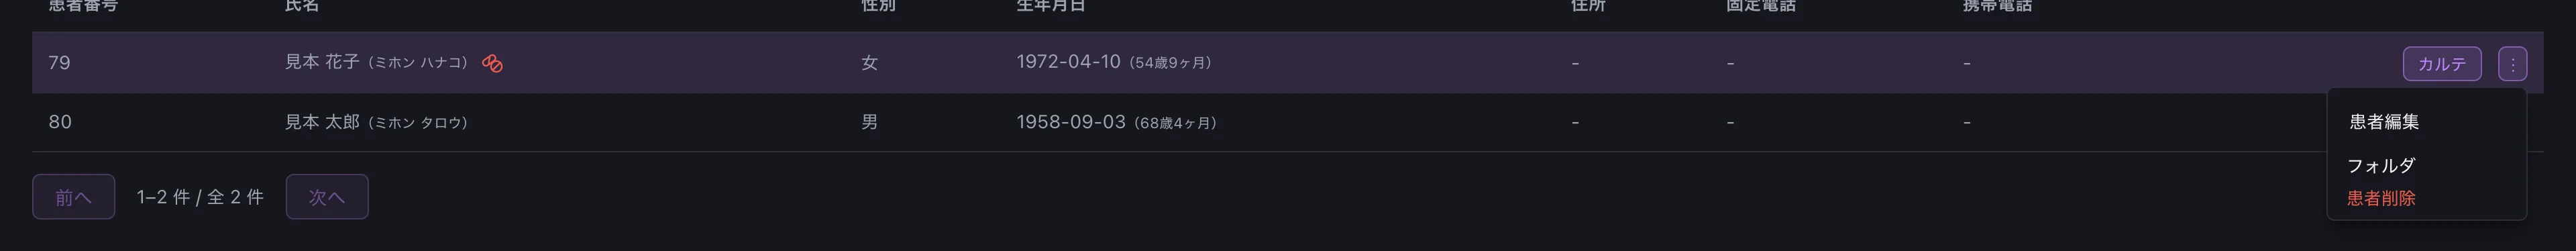 患者番号 氏名 性別 生年月日 住所 固定電話 携帯電話
79 見本 花子（ミホン ハナコ） 女 1972-04-10（54歳9ヶ月） - - - カルテ ⋮
80 見本 太郎（ミホン タロウ） 男 1958-09-03（68歳4ヶ月） - - -
患者編集
フォルダ
患者削除
前へ 1–2 件 / 全 2 件 次へ